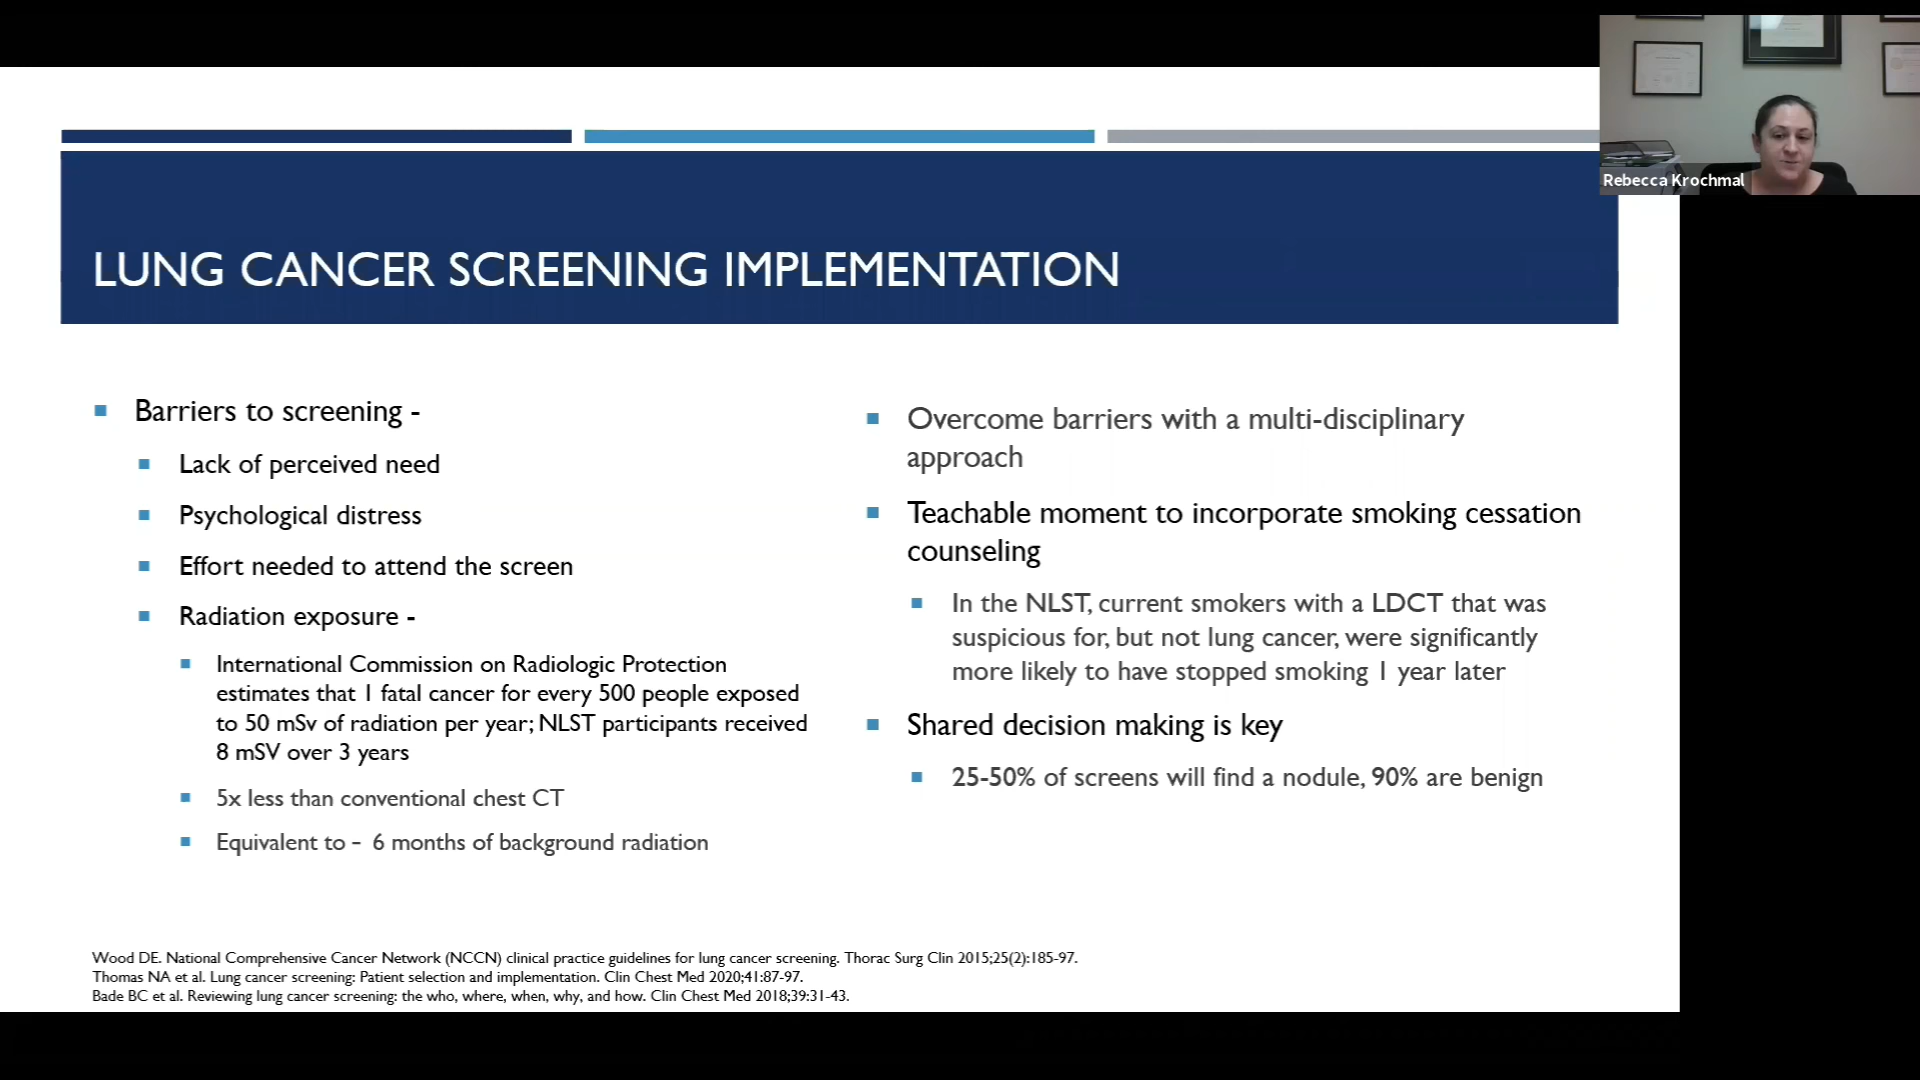 Rebecca Krochmal
LUNG CANCER SCREENING IMPLEMENTATION
Barriers to screening -
Lack of perceived need
Psychological distress
Effort needed to attend the screen
Radiation exposure -
International Commission on Radiologic Protection
estimates that 1 fatal cancer for every 500 people exposed
to 50 mSv of radiation per year; NLST participants received
8 mSV over 3 years
5x less than conventional chest CT
Equivalent to - 6 months of background radiation
Overcome barriers with a multi-disciplinary
approach
Teachable moment to incorporate smoking cessation
counseling
In the NLST, current smokers with a LDCT that was
suspicious for, but not lung cancer, were significantly
more likely to have stopped smoking 1 year later
Shared decision making is key
25-50% of screens will find a nodule, 90% are benign
Wood DE. National Comprehensive Cancer Network (NCCN) clinical practice guidelines for lung cancer screening. Thorac Surg Clin 2015;25(2):185-97.
Thomas NA et al. Lung cancer screening: Patient selection and implementation. Clin Chest Med 2020;41:87-97.
Bade BC et al. Reviewing lung cancer screening: the who, where, when, why, and how. Clin Chest Med 2018;39:31-43.